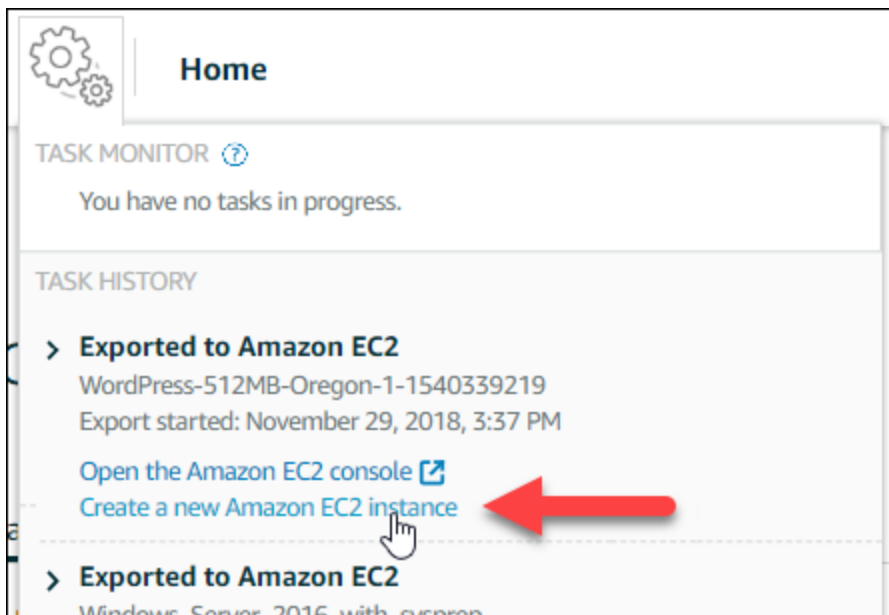 Home
TASK MONITOR ?
You have no tasks in progress.
TASK HISTORY
Exported to Amazon EC2
WordPress-512MB-Oregon-1-1540339219
Export started: November 29, 2018, 3:37 PM
Open the Amazon EC2 console
Create a new Amazon EC2 instance
Exported to Amazon EC2
Windows_Server_2016_with_sysprep